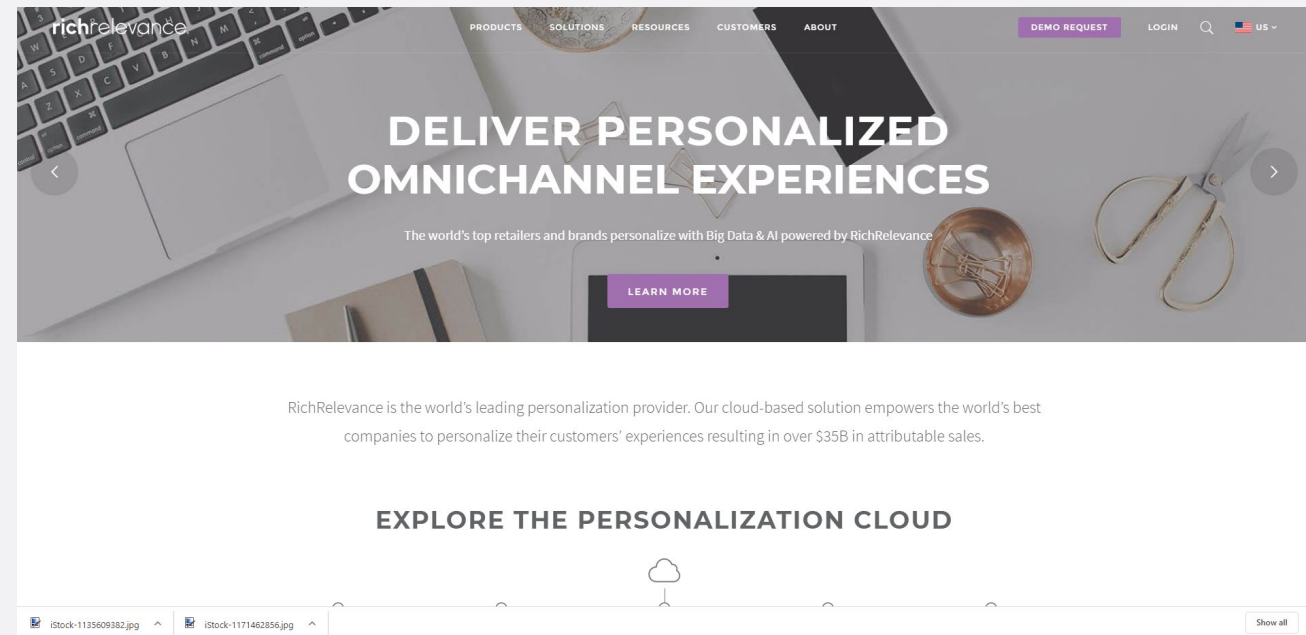 richrelevance
PRODUCTS SOLUTIONS RESOURCES CUSTOMERS ABOUT DEMO REQUEST LOGIN US
DELIVER PERSONALIZED
OMNICHANNEL EXPERIENCES
The world's top retailers and brands personalize with Big Data & AI powered by RichRelevance
LEARN MORE
RichRelevance is the world's leading personalization provider. Our cloud-based solution empowers the world's best
companies to personalize their customers' experiences resulting in over $35B in attributable sales.
EXPLORE THE PERSONALIZATION CLOUD
iStock-1135609382.jpg iStock-1171462856.jpg Show all